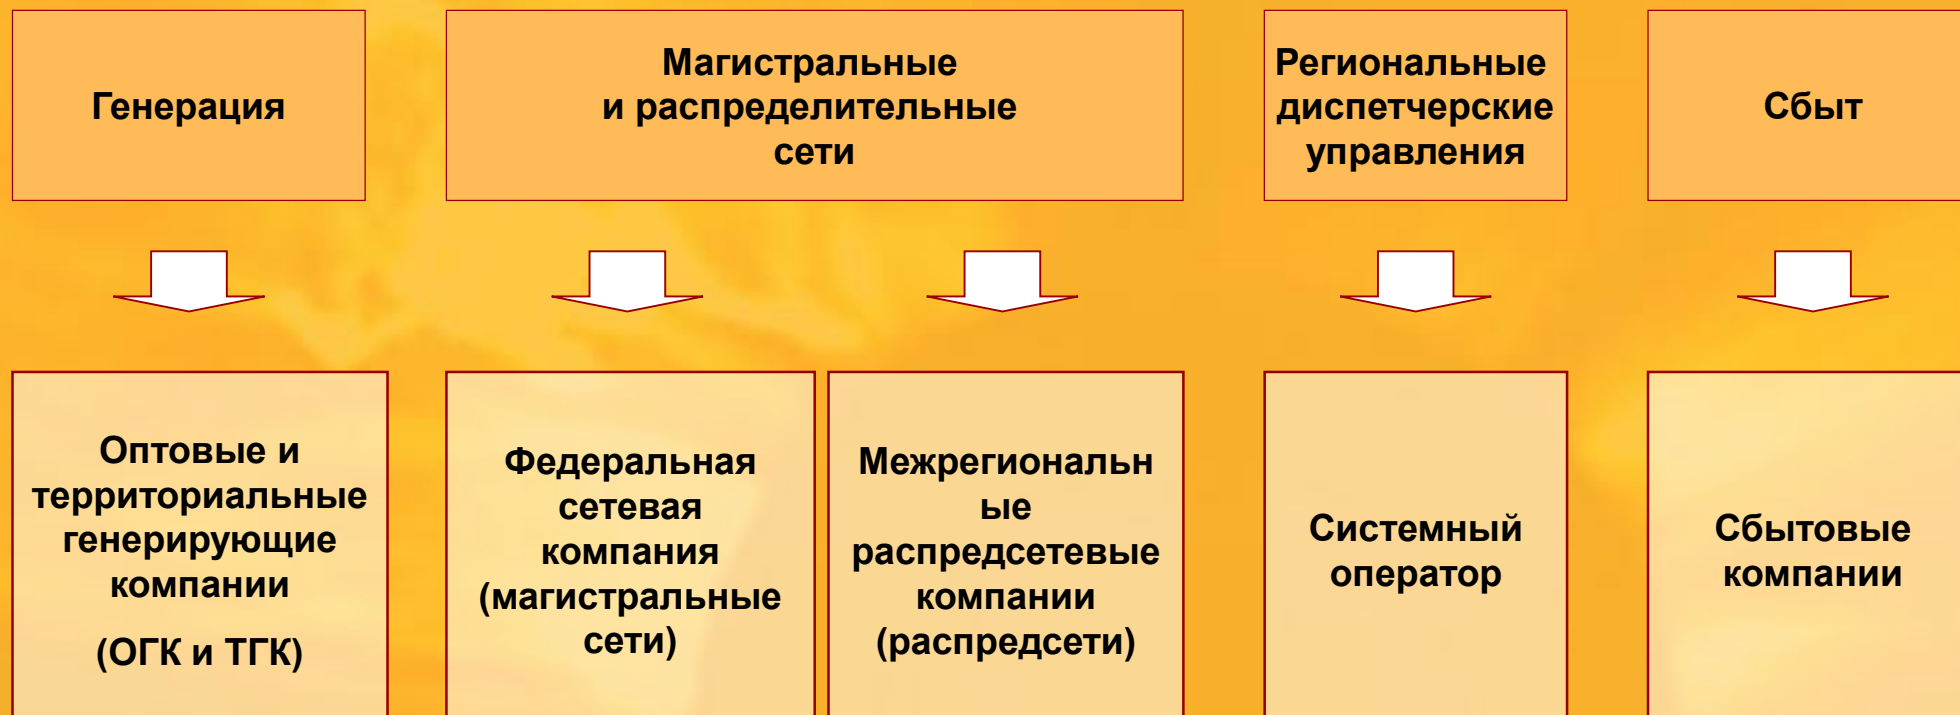 Генерация
Магистральные
и распределительные
сети
Региональные
диспетчерские
управления
Сбыт
Оптовые и
территориальные
генерирующие
компании
(ОГК и ТГК)
Федеральная
сетевая
компания
(магистральные
сети)
Межрегиональн
ые
распредсетевые
компании
(распредсети)
Системный
оператор
Сбытовые
компании